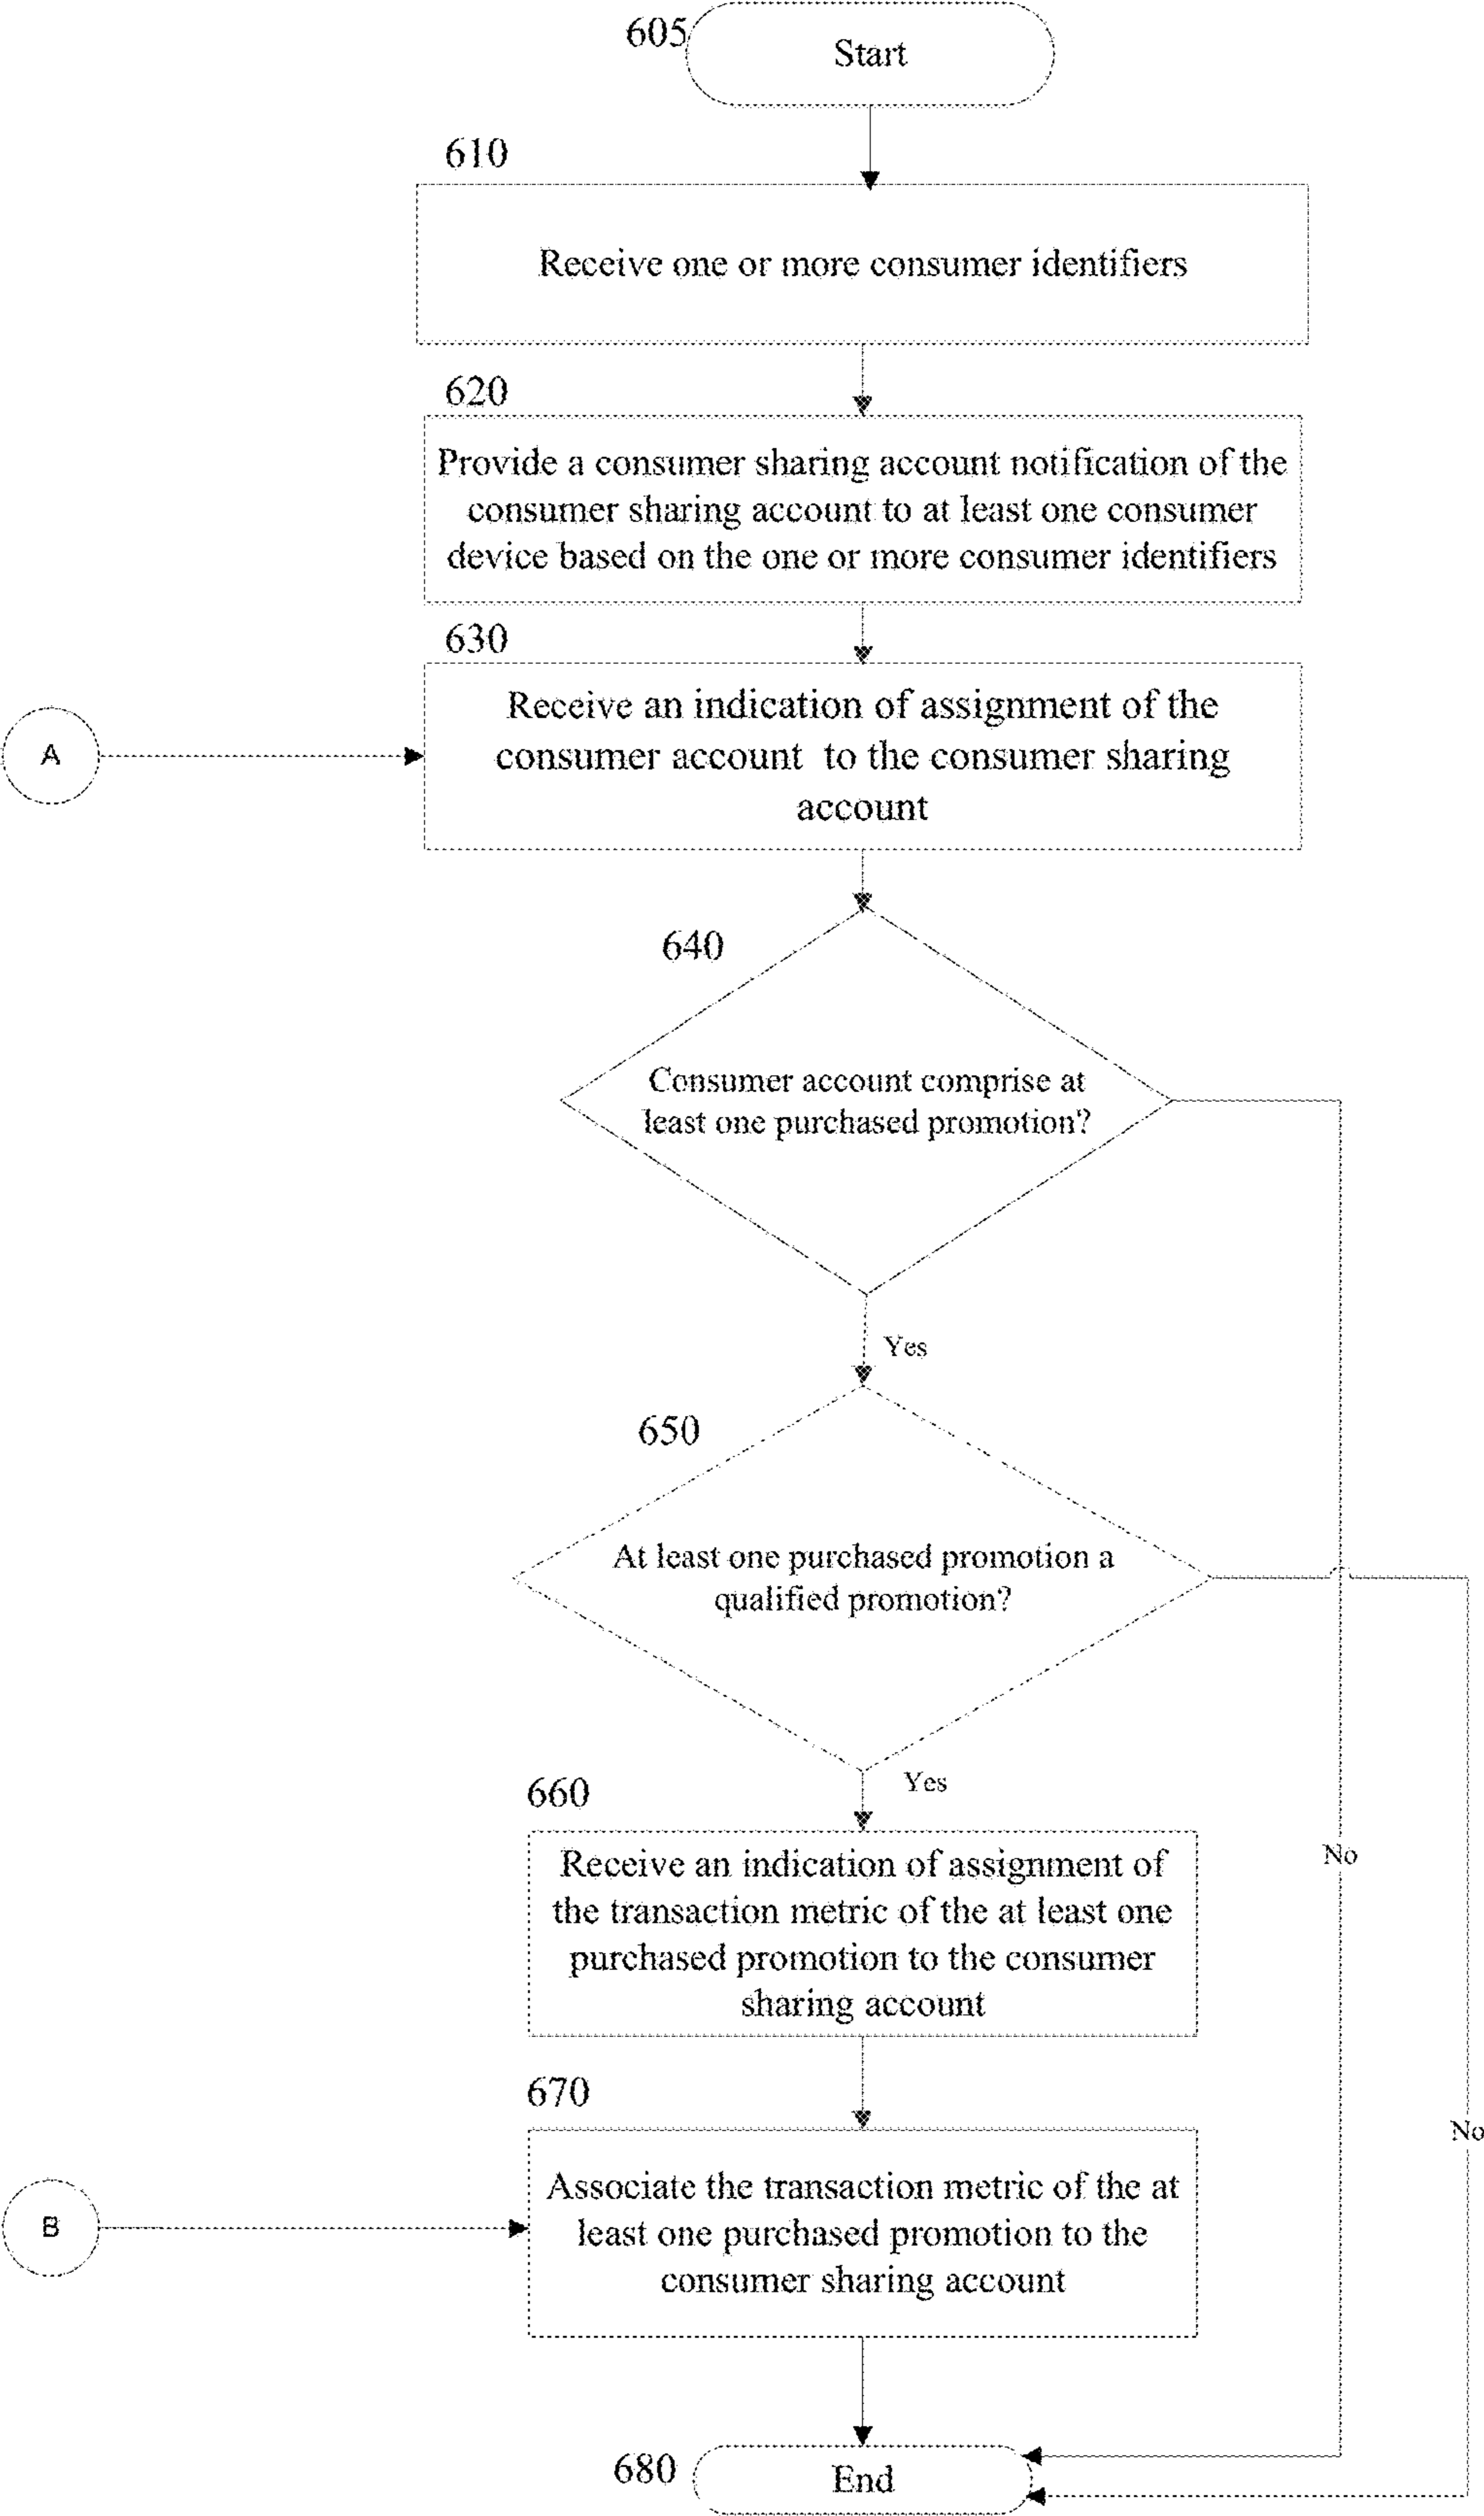 605
Start
610
Receive one or more consumer identifiers
620
Provide a consumer sharing account notification of the
consumer sharing account to at least one consumer
device based on the one or more consumer identifiers
630
Receive an indication of assignment of the
consumer account to the consumer sharing
account
A
640
Consumer account comprise at
least one purchased promotion?
Yes
650
At least one purchased promotion a
qualified promotion?
Yes
660
Receive an indication of assignment of
the transaction metric of the at least one
purchased promotion to the consumer
sharing account
No
670
Associate the transaction metric of the at
least one purchased promotion to the
consumer sharing account
No
B
680
End